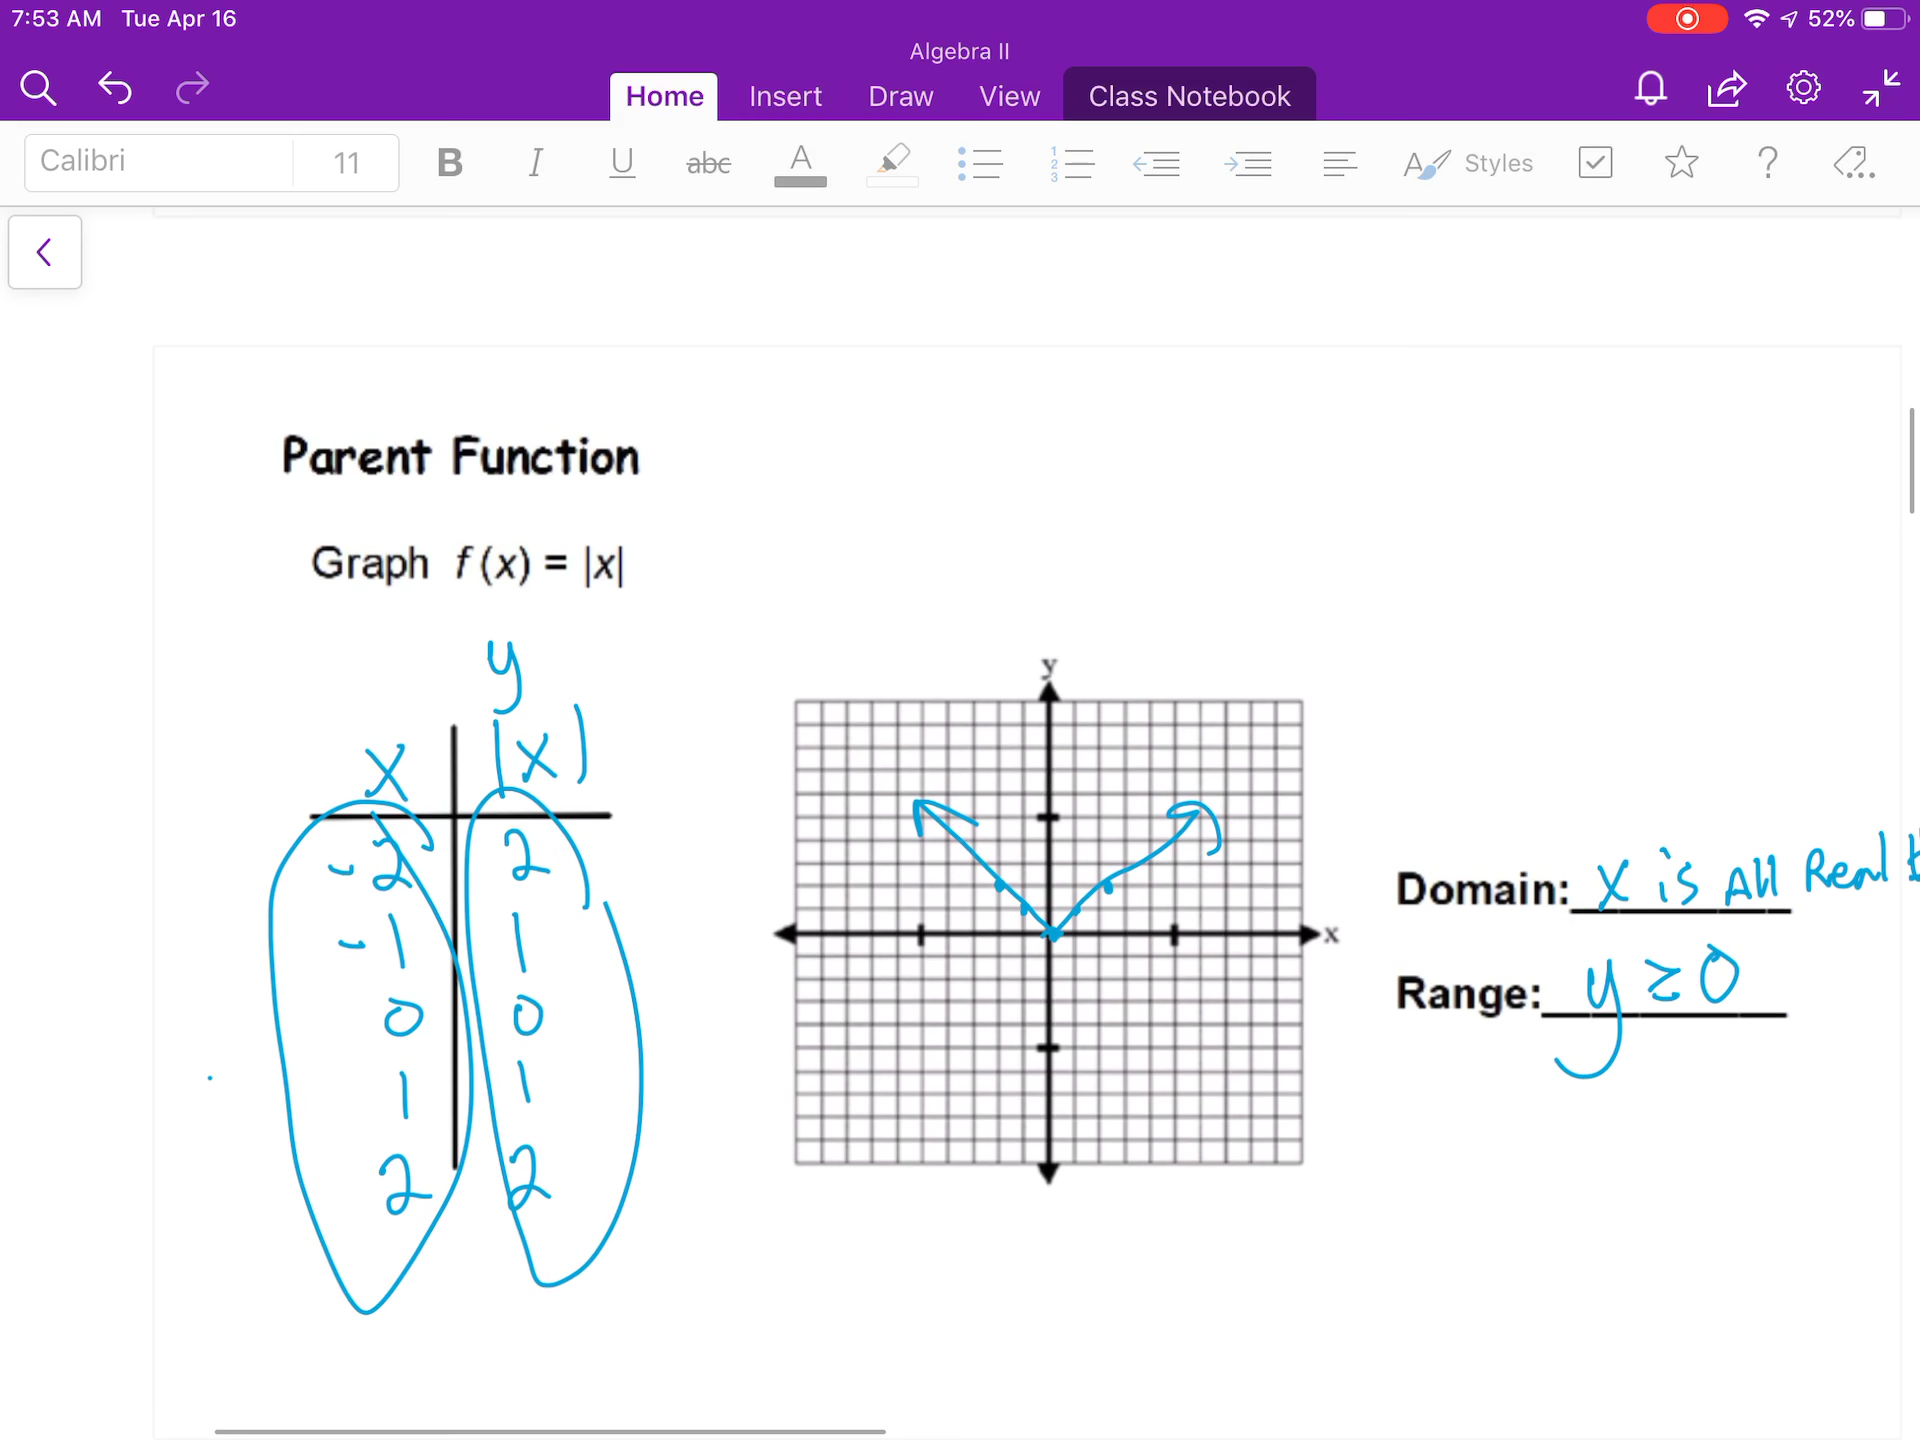 7:53 AM Tue Apr 16
52%
Algebra II
Home Insert Draw View Class Notebook
Calibri 11 B I U abc A Styles
Parent Function
Graph f(x) = |x|
y
x |x|
-2 2
-1 1
0 0
1 1
2 2
y
x
Domain: x is All Real
Range: y ≥ 0